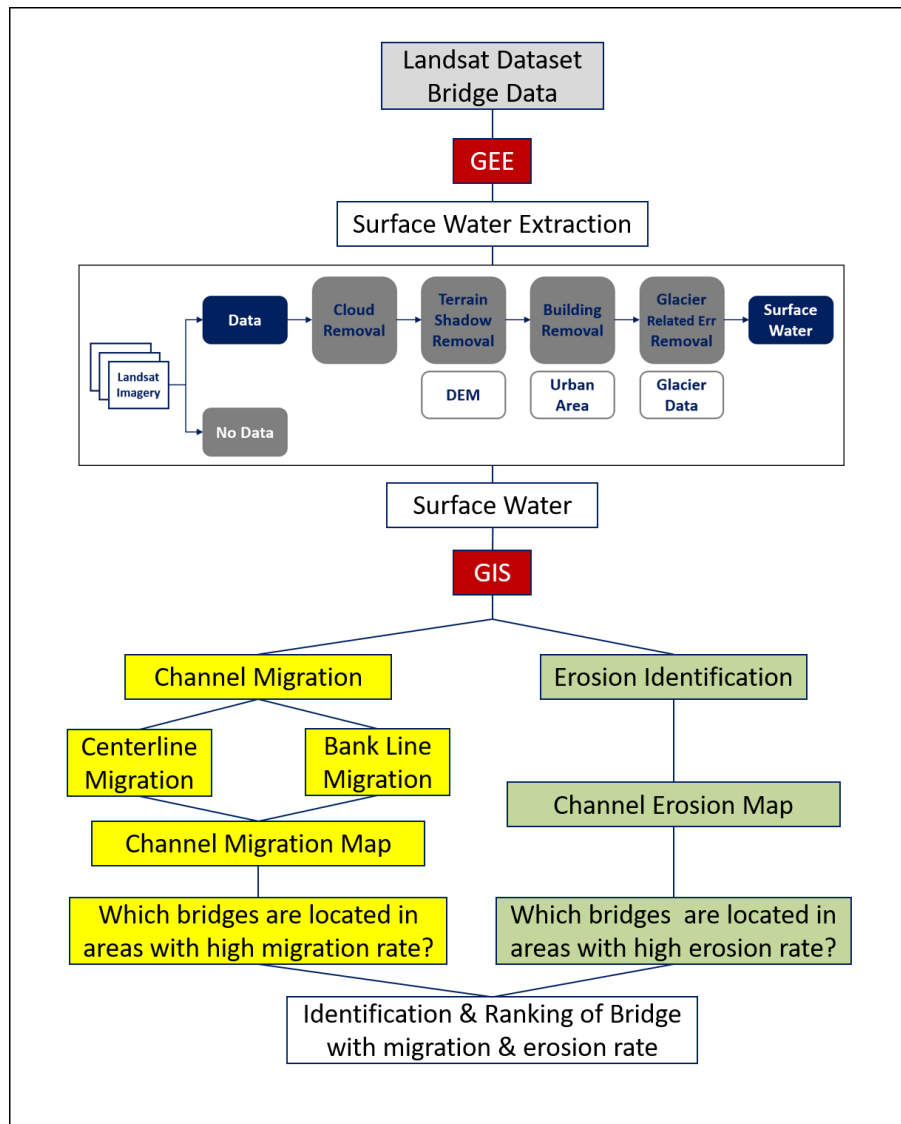 Landsat Dataset
Bridge Data
GEE
Surface Water Extraction
Landsat
Imagery
Data
No Data
Cloud
Removal
Terrain
Shadow
Removal
DEM
Building
Removal
Urban
Area
Glacier
Related Err
Removal
Glacier
Data
Surface
Water
Surface Water
GIS
Channel Migration
Centerline
Migration
Bank Line
Migration
Channel Migration Map
Which bridges are located in
areas with high migration rate?
Erosion Identification
Channel Erosion Map
Which bridges  are located in
areas with high erosion rate?
Identification & Ranking of Bridge
with migration & erosion rate